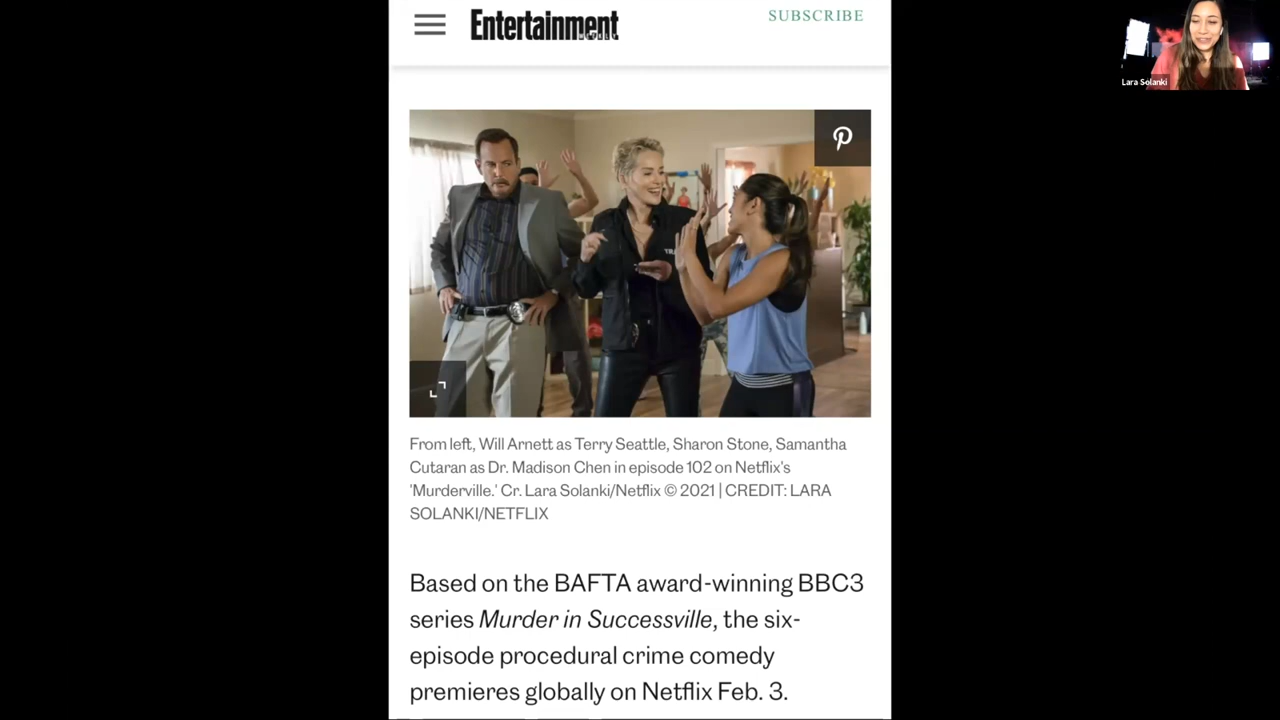 Entertainment
WEEKLY
SUBSCRIBE
Lara Solanki
TRA
From left, Will Arnett as Terry Seattle, Sharon Stone, Samantha
Cutaran as Dr. Madison Chen in episode 102 on Netflix's
'Murderville.' Cr. Lara Solanki/Netflix © 2021 | CREDIT: LARA
SOLANKI/NETFLIX
Based on the BAFTA award-winning BBC3
series Murder in Successville, the six-
episode procedural crime comedy
premieres globally on Netflix Feb. 3.